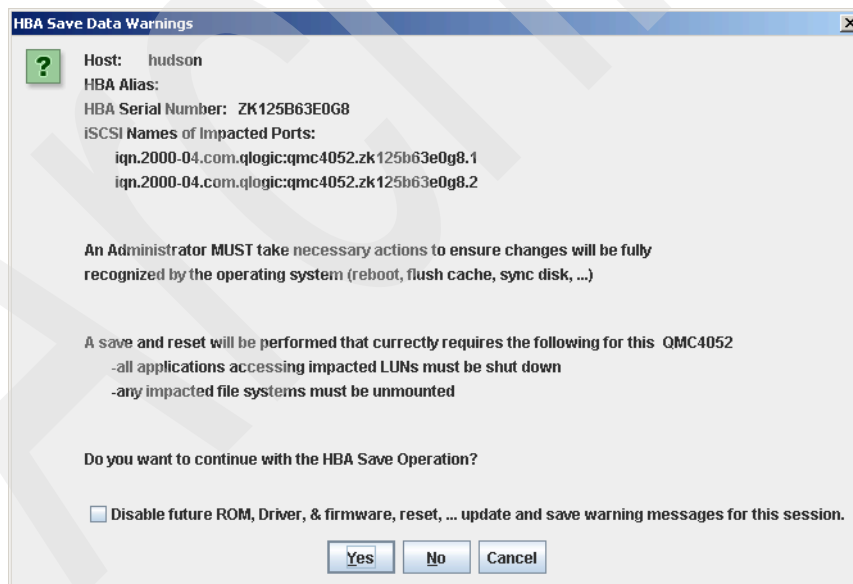 HBA Save Data Warnings
Host: hudson
HBA Alias:
HBA Serial Number: ZK125B63E0G8
iSCSI Names of Impacted Ports:
iqn.2000-04.com.qlogic:qmc4052.zk125b63e0g8.1
iqn.2000-04.com.qlogic:qmc4052.zk125b63e0g8.2
An Administrator MUST take necessary actions to ensure changes will be fully
recognized by the operating system (reboot, flush cache, sync disk, ...)
A save and reset will be performed that currently requires the following for this QMC4052
-all applications accessing impacted LUNs must be shut down
-any impacted file systems must be unmounted
Do you want to continue with the HBA Save Operation?
Disable future ROM, Driver, & firmware, reset, ... update and save warning messages for this session.
Yes No Cancel